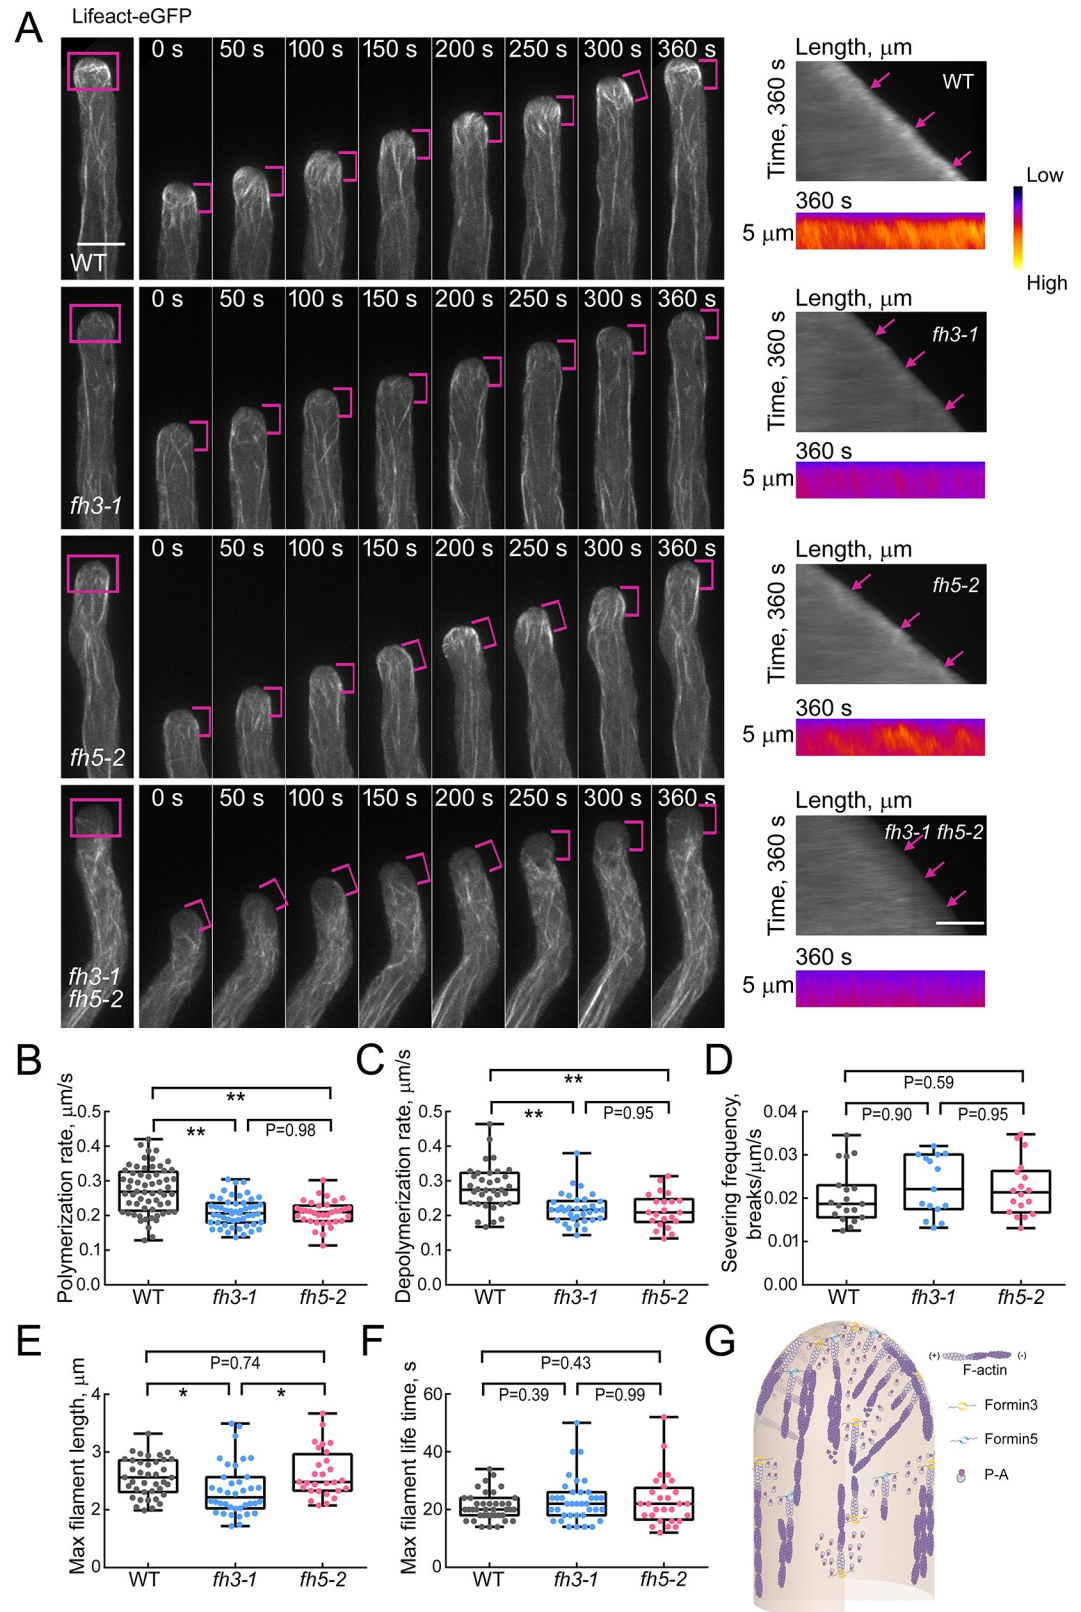 A
Lifeact-eGFP
0 s 50 s 100 s 150 s 200 s 250 s 300 s 360 s
WT
Length, μm
Time, 360 s
WT
360 s
5 μm
Low
High
0 s 50 s 100 s 150 s 200 s 250 s 300 s 360 s
fh3-1
Length, μm
Time, 360 s
fh3-1
360 s
5 μm
0 s 50 s 100 s 150 s 200 s 250 s 300 s 360 s
fh5-2
Length, μm
Time, 360 s
fh5-2
360 s
5 μm
0 s 50 s 100 s 150 s 200 s 250 s 300 s 360 s
fh3-1
fh5-2
Length, μm
Time, 360 s
fh3-1 fh5-2
360 s
5 μm
B
Polymerization rate, μm/s
0.5
0.4
0.3
0.2
0.1
0.0
**
**
P=0.98
WT fh3-1 fh5-2
C
Depolymerization rate, μm/s
0.5
0.4
0.3
0.2
0.1
0.0
**
**
P=0.95
WT fh3-1 fh5-2
D
Severing frequency,
breaks/μm/s
0.04
0.03
0.02
0.01
0.00
P=0.59
P=0.90 P=0.95
WT fh3-1 fh5-2
E
Max filament length, μm
4
3
2
0
P=0.74
* *
WT fh3-1 fh5-2
F
Max filament life time, s
60
40
20
0
P=0.43
P=0.39 P=0.99
WT fh3-1 fh5-2
G
(+) (-)
F-actin
Formin3
Formin5
P-A